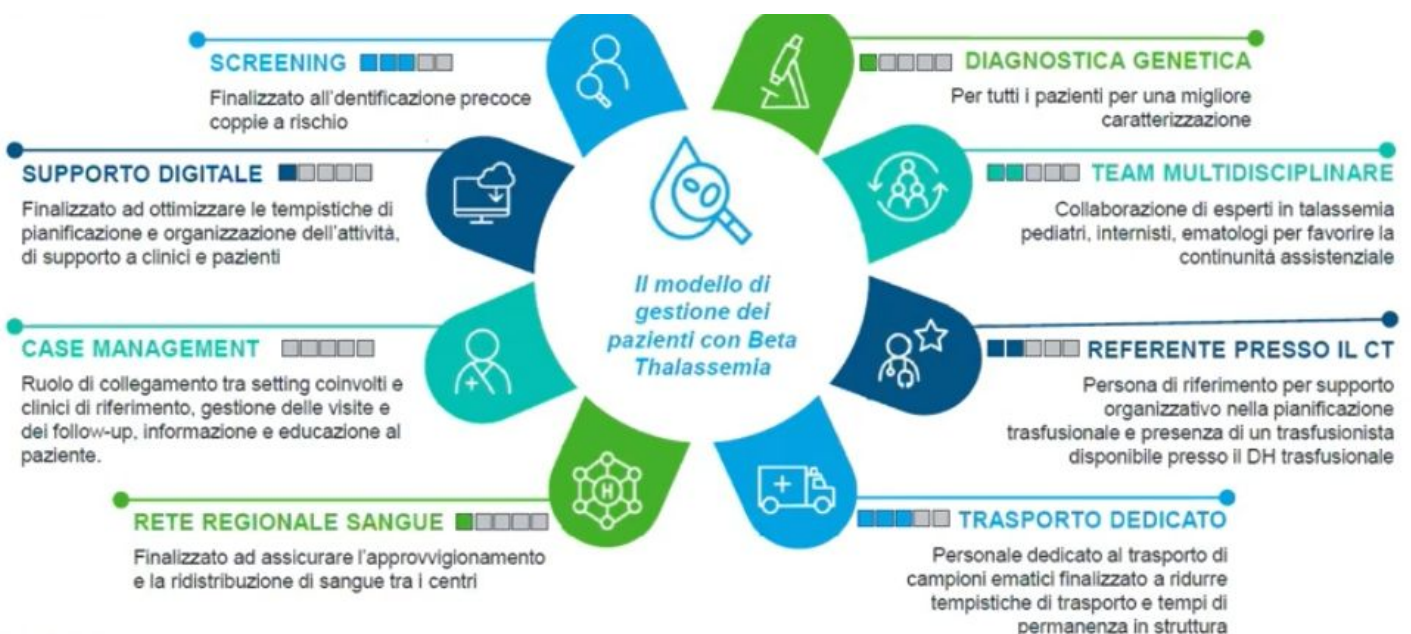 SCREENING
Finalizzato all'dentificazione precoce
coppie a rischio
SUPPORTO DIGITALE
Finalizzato ad ottimizzare le tempistiche di
pianificazione e organizzazione dell'attività,
di supporto a clinici e pazienti
CASE MANAGEMENT
Ruolo di collegamento tra setting coinvolti e
clinici di riferimento, gestione delle visite e
dei follow-up, informazione e educazione al
paziente.
RETE REGIONALE SANGUE
Finalizzato ad assicurare l'approvvigionamento
e la ridistribuzione di sangue tra i centri
Il modello di
gestione dei
pazienti con Beta
Thalassemia
H
DIAGNOSTICA GENETICA
Per tutti i pazienti per una migliore
caratterizzazione
TEAM MULTIDISCIPLINARE
Collaborazione di esperti in talassemia
pediatri, internisti, ematologi per favorire la
continunità assistenziale
REFERENTE PRESSO IL CT
Persona di riferimento per supporto
organizzativo nella pianificazione
trasfusionale e presenza di un trasfusionista
disponibile presso il DH trasfusionale
TRASPORTO DEDICATO
Personale dedicato al trasporto di
campioni ematici finalizzato a ridurre
tempistiche di trasporto e tempi di
permanenza in struttura